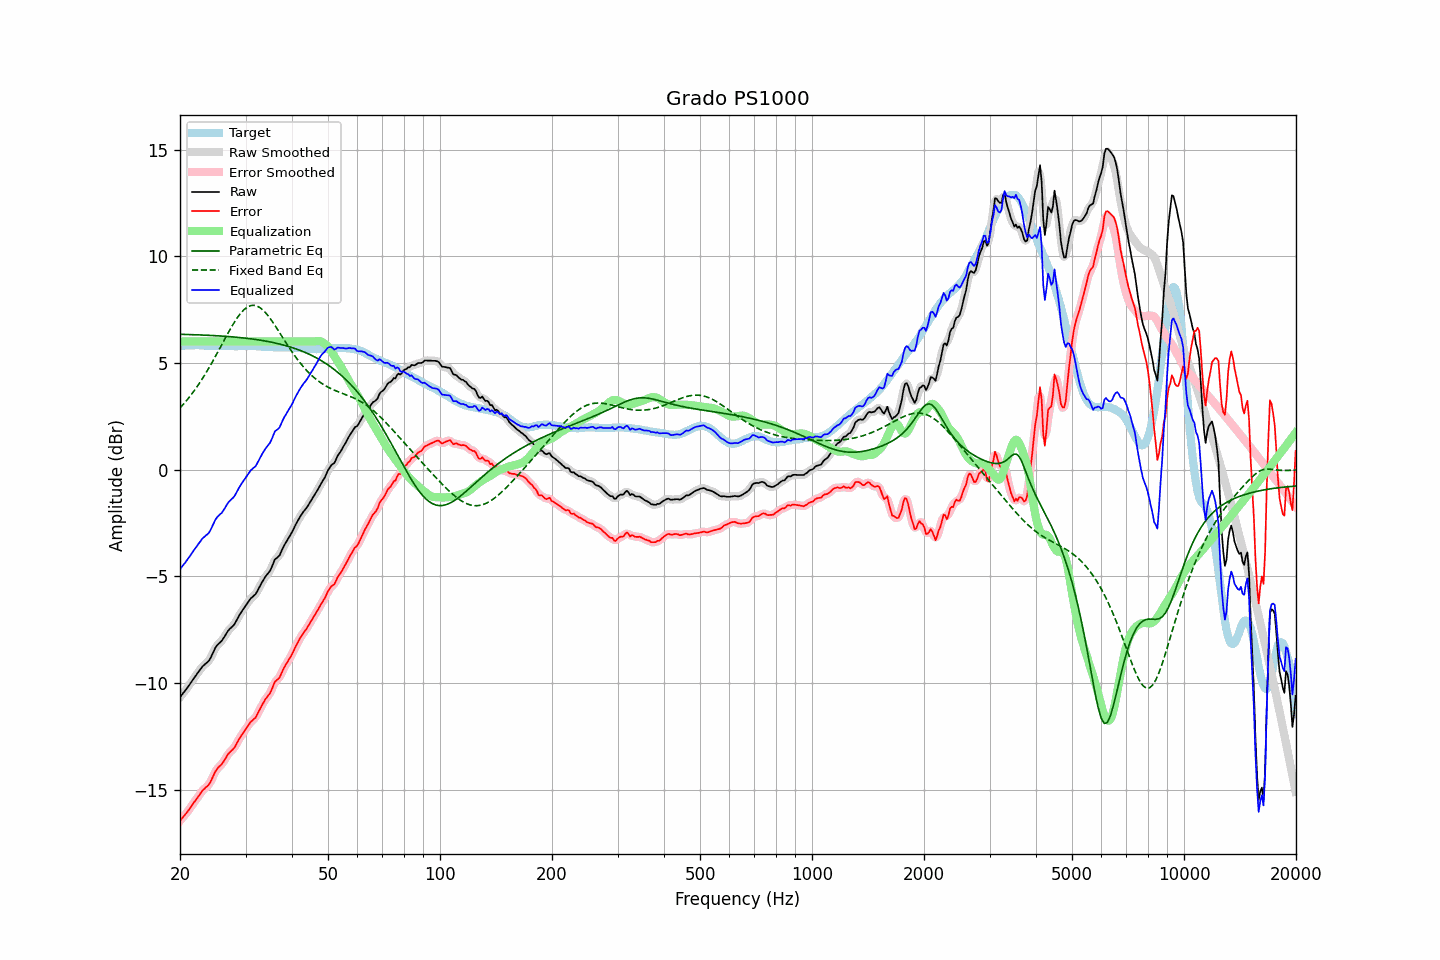 Grado PS1000
Target
Raw Smoothed
Error Smoothed
Raw
Error
Equalization
Parametric Eq
Fixed Band Eq
Equalized
15
10
5
0
−5
−10
−15
Amplitude (dBr)
20 50 100 200 500 1000 2000 5000 10000 20000
Frequency (Hz)